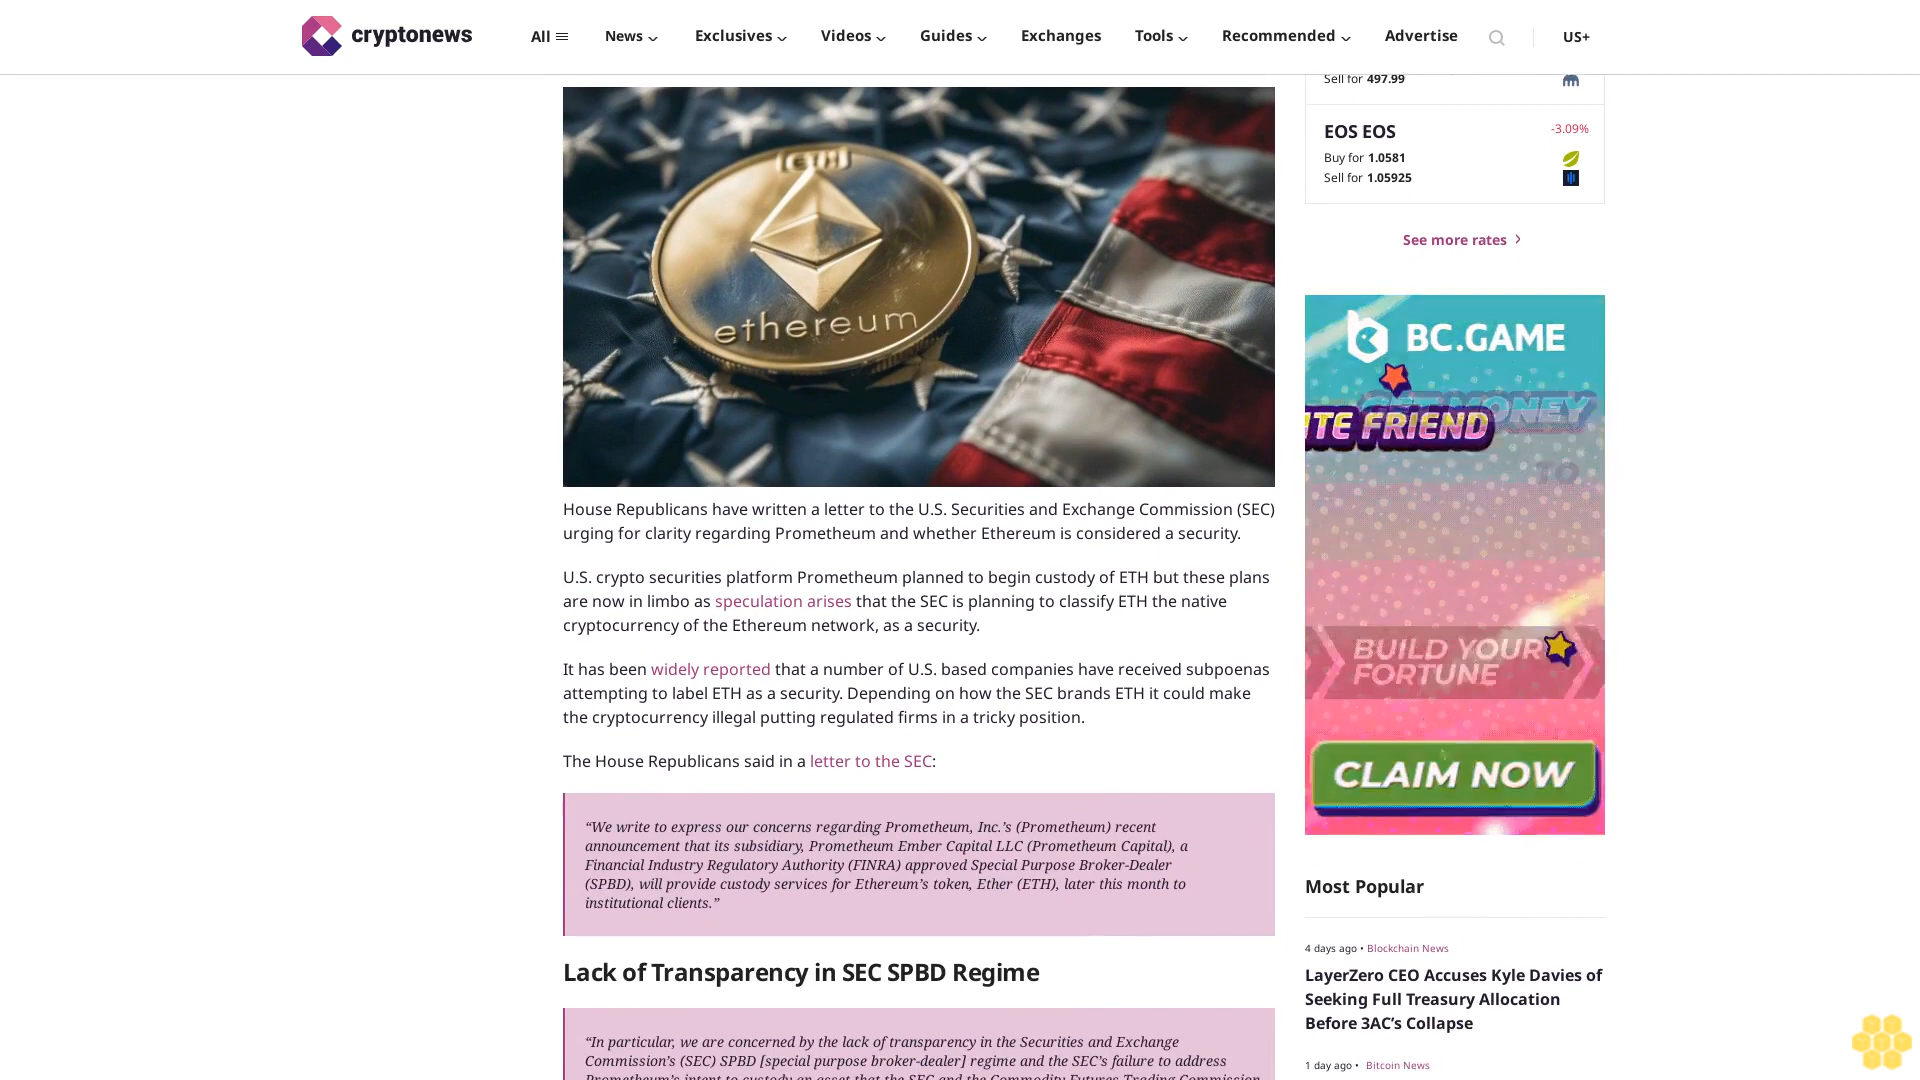 cryptonews
All
News
Exclusives
Videos
Guides
Exchanges
Tools
Recommended
Advertise
US+
Sell for 497.99
EOS EOS
-3.09%
Buy for 1.0581
Sell for 1.05925
See more rates
ETH
ethereum
BC.GAME
GET MONEY
ITE FRIEND
TO
BUILD YOUR
FORTUNE
CLAIM NOW
House Republicans have written a letter to the U.S. Securities and Exchange Commission (SEC)
urging for clarity regarding Prometheum and whether Ethereum is considered a security.
U.S. crypto securities platform Prometheum planned to begin custody of ETH but these plans
are now in limbo as speculation arises that the SEC is planning to classify ETH the native
cryptocurrency of the Ethereum network, as a security.
It has been widely reported that a number of U.S. based companies have received subpoenas
attempting to label ETH as a security. Depending on how the SEC brands ETH it could make
the cryptocurrency illegal putting regulated firms in a tricky position.
The House Republicans said in a letter to the SEC:
“We write to express our concerns regarding Prometheum, Inc.’s (Prometheum) recent
announcement that its subsidiary, Prometheum Ember Capital LLC (Prometheum Capital), a
Financial Industry Regulatory Authority (FINRA) approved Special Purpose Broker-Dealer
(SPBD), will provide custody services for Ethereum’s token, Ether (ETH), later this month to
institutional clients.”
Lack of Transparency in SEC SPBD Regime
“In particular, we are concerned by the lack of transparency in the Securities and Exchange
Commission’s (SEC) SPBD [special purpose broker-dealer] regime and the SEC’s failure to address
Prometheum’s intent to custody an asset that the SEC and the Commodity Futures Trading Commission
Most Popular
4 days ago • Blockchain News
LayerZero CEO Accuses Kyle Davies of
Seeking Full Treasury Allocation
Before 3AC’s Collapse
1 day ago • Bitcoin News